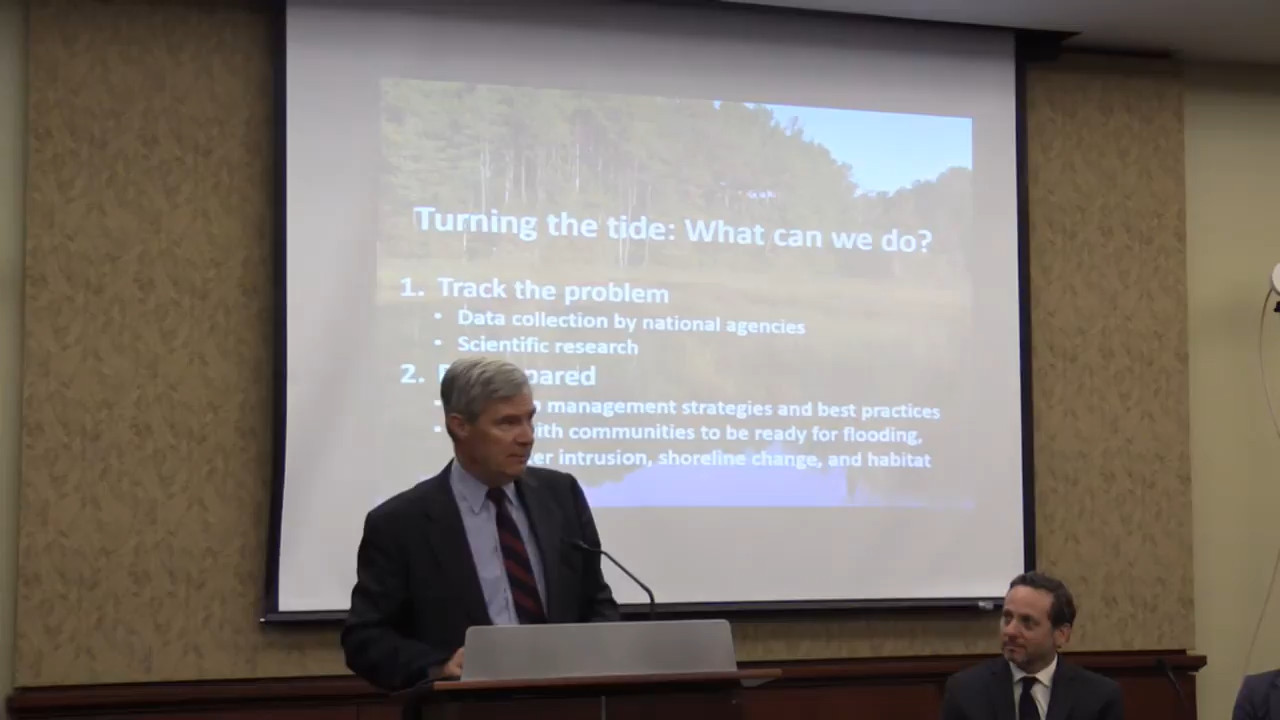 Turning the tide: What can we do?
1. Track the problem
• Data collection by national agencies
• Scientific research
2.
• management strategies and best practices
• with communities to be ready for flooding,
intrusion, shoreline change, and habitat